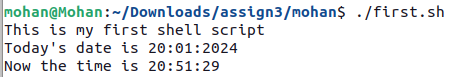 mohan@Mohan:~/Downloads/assign3/mohan$ ./first.sh
This is my first shell script
Today's date is 20:01:2024
Now the time is 20:51:29